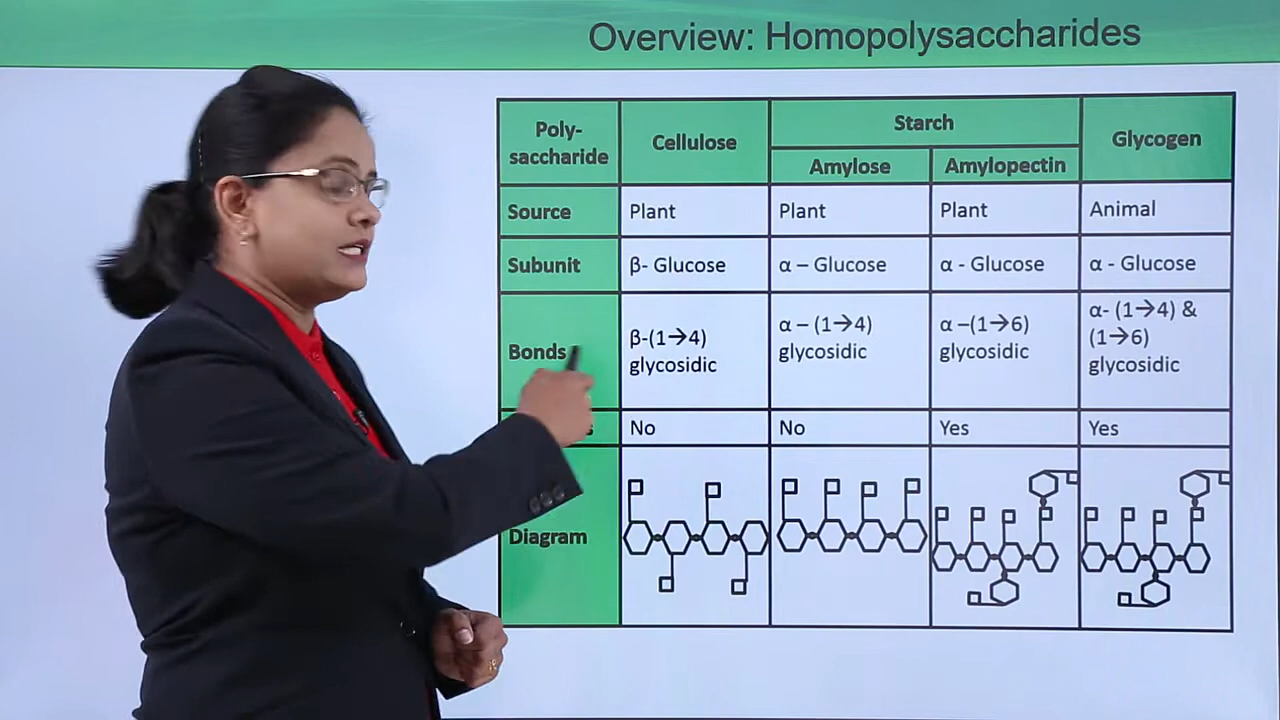 Overview: Homopolysaccharides
Poly-
saccharide
Cellulose
Starch
Glycogen
Amylose
Amylopectin
Source
Plant
Plant
Plant
Animal
Subunit
β- Glucose
α – Glucose
α - Glucose
α - Glucose
Bonds
β-(1→4)
glycosidic
α – (1→4)
glycosidic
α –(1→6)
glycosidic
α- (1→4) &
(1→6)
glycosidic
No
No
Yes
Yes
Diagram